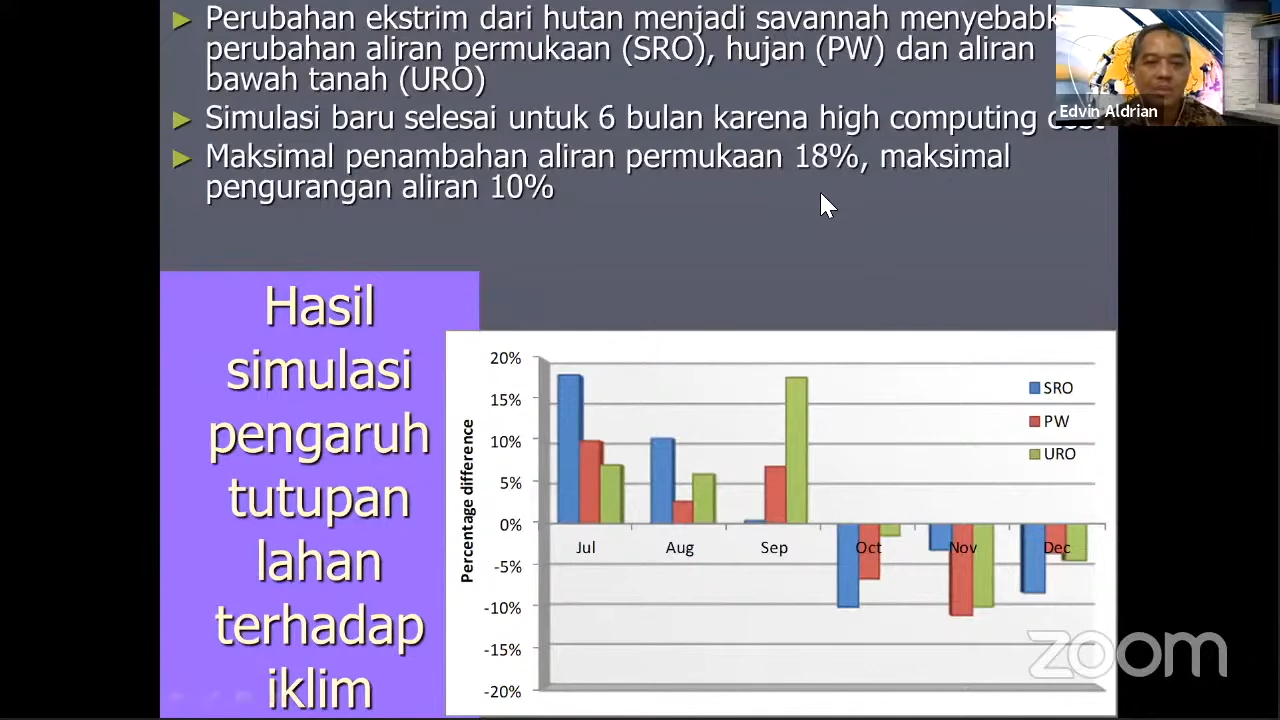 ► Perubahan ekstrim dari hutan menjadi savannah
perubahan aliran permukaan (SRO), hujan (PW) dan aliran
bawah tanah (URO)
► Simulasi baru selesai untuk 6 bulan karena high computing
► Maksimal penambahan aliran permukaan 18%, maksimal
pengurangan aliran 10%
Edvin Aldrian
Hasil
simulasi
pengaruh
tutupan
lahan
terhadap
iklim
Percentage difference
20%
15%
10%
5%
0%
-5%
-10%
-15%
-20%
Jul Aug Sep Oct Nov Dec
SRO
PW
URO
zoom